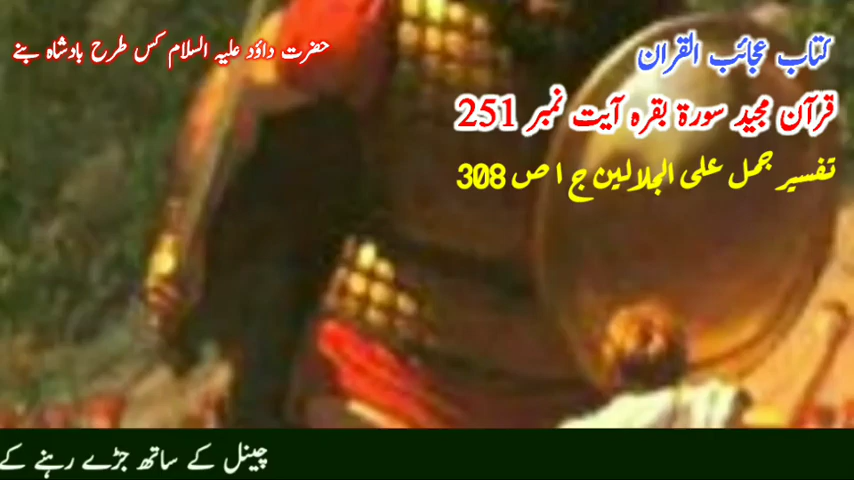 کتاب عجائب القران
حضرت داؤد علیہ السلام کس طرح بادشاہ بنے
قرآن مجید سورۃ بقرہ آیت نمبر 251
تفسیر جمل علی الجلالین ج ا ص 308
چینل کے ساتھ جڑے رہنے کے